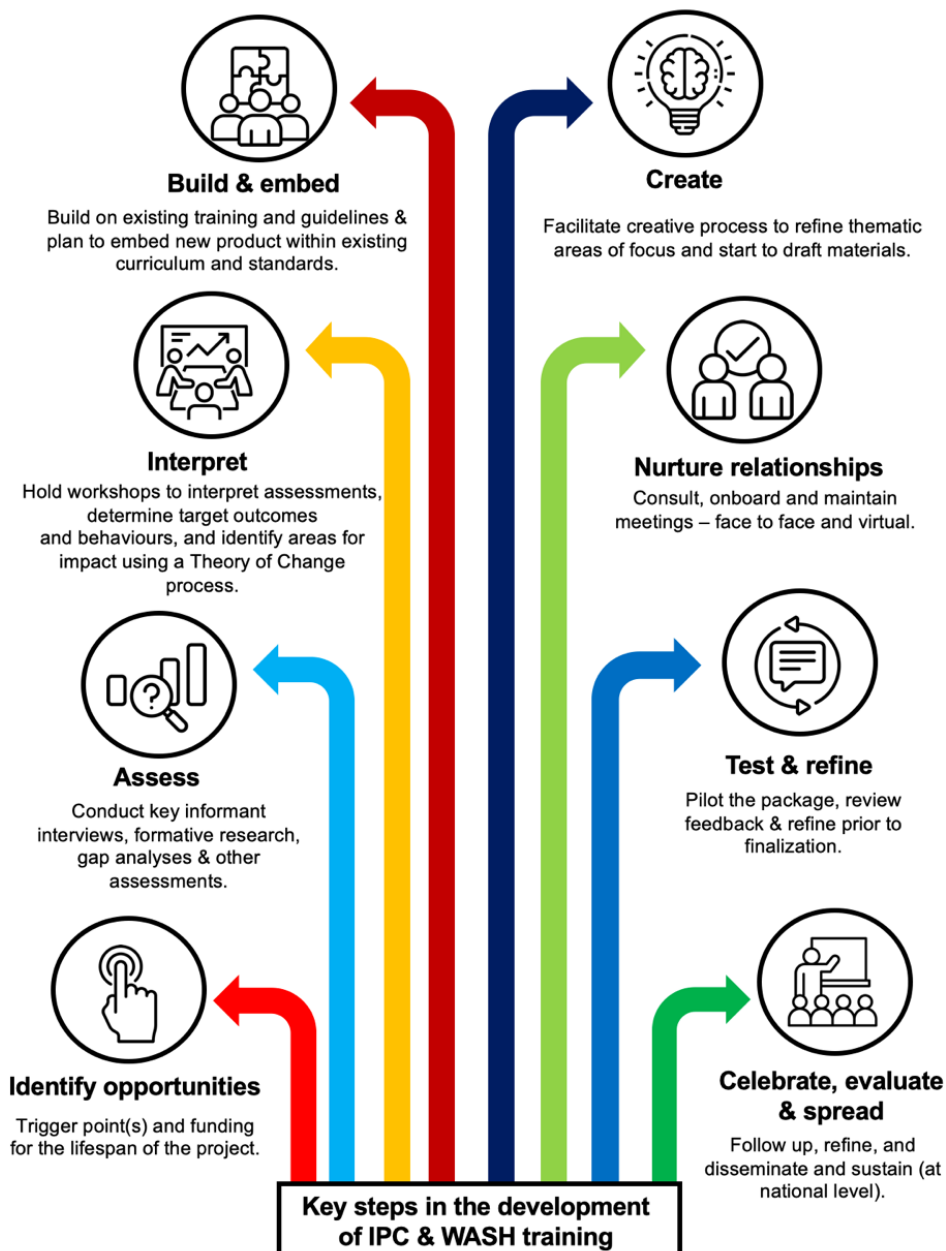 Build & embed
Build on existing training and guidelines &
plan to embed new product within existing
curriculum and standards.
Create
Facilitate creative process to refine thematic
areas of focus and start to draft materials.
Interpret
Hold workshops to interpret assessments,
determine target outcomes
and behaviours, and identify areas for
impact using a Theory of Change
process.
Nurture relationships
Consult, onboard and maintain
meetings – face to face and virtual.
?
Assess
Conduct key informant
interviews, formative research,
gap analyses & other
assessments.
Test & refine
Pilot the package, review
feedback & refine prior to
finalization.
Identify opportunities
Trigger point(s) and funding
for the lifespan of the project.
Celebrate, evaluate
& spread
Follow up, refine, and
disseminate and sustain (at
national level).
Key steps in the development
of IPC & WASH training